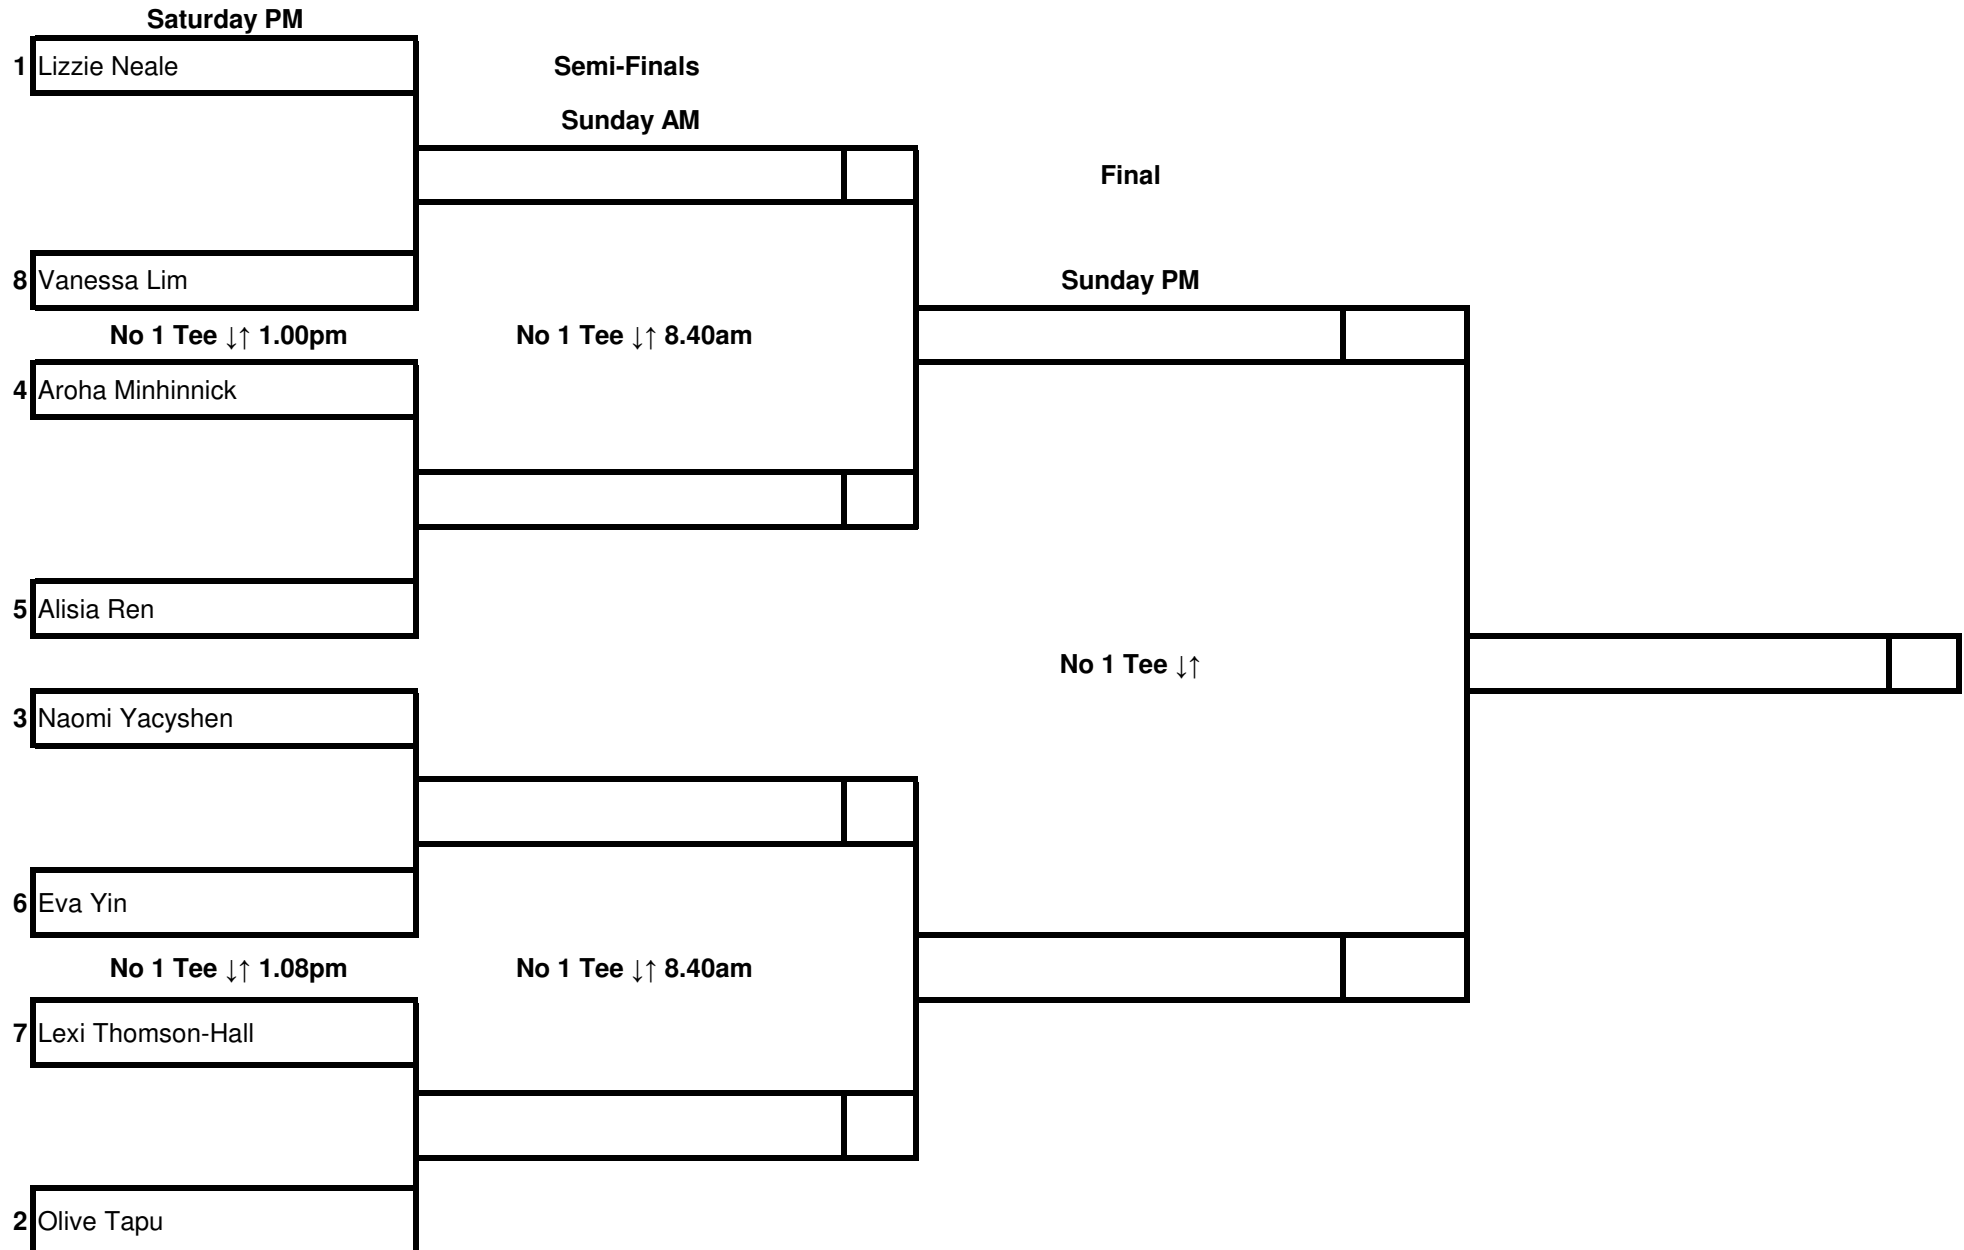 Saturday PM
1 Lizzie Neale
Semi-Finals
Sunday AM
Final
8 Vanessa Lim
Sunday PM
No 1 Tee ↓↑ 1.00pm
No 1 Tee ↓↑ 8.40am
4 Aroha Minhinnick
5 Alisia Ren
No 1 Tee ↓↑
3 Naomi Yacyshen
6 Eva Yin
No 1 Tee ↓↑ 1.08pm
No 1 Tee ↓↑ 8.40am
7 Lexi Thomson-Hall
2 Olive Tapu